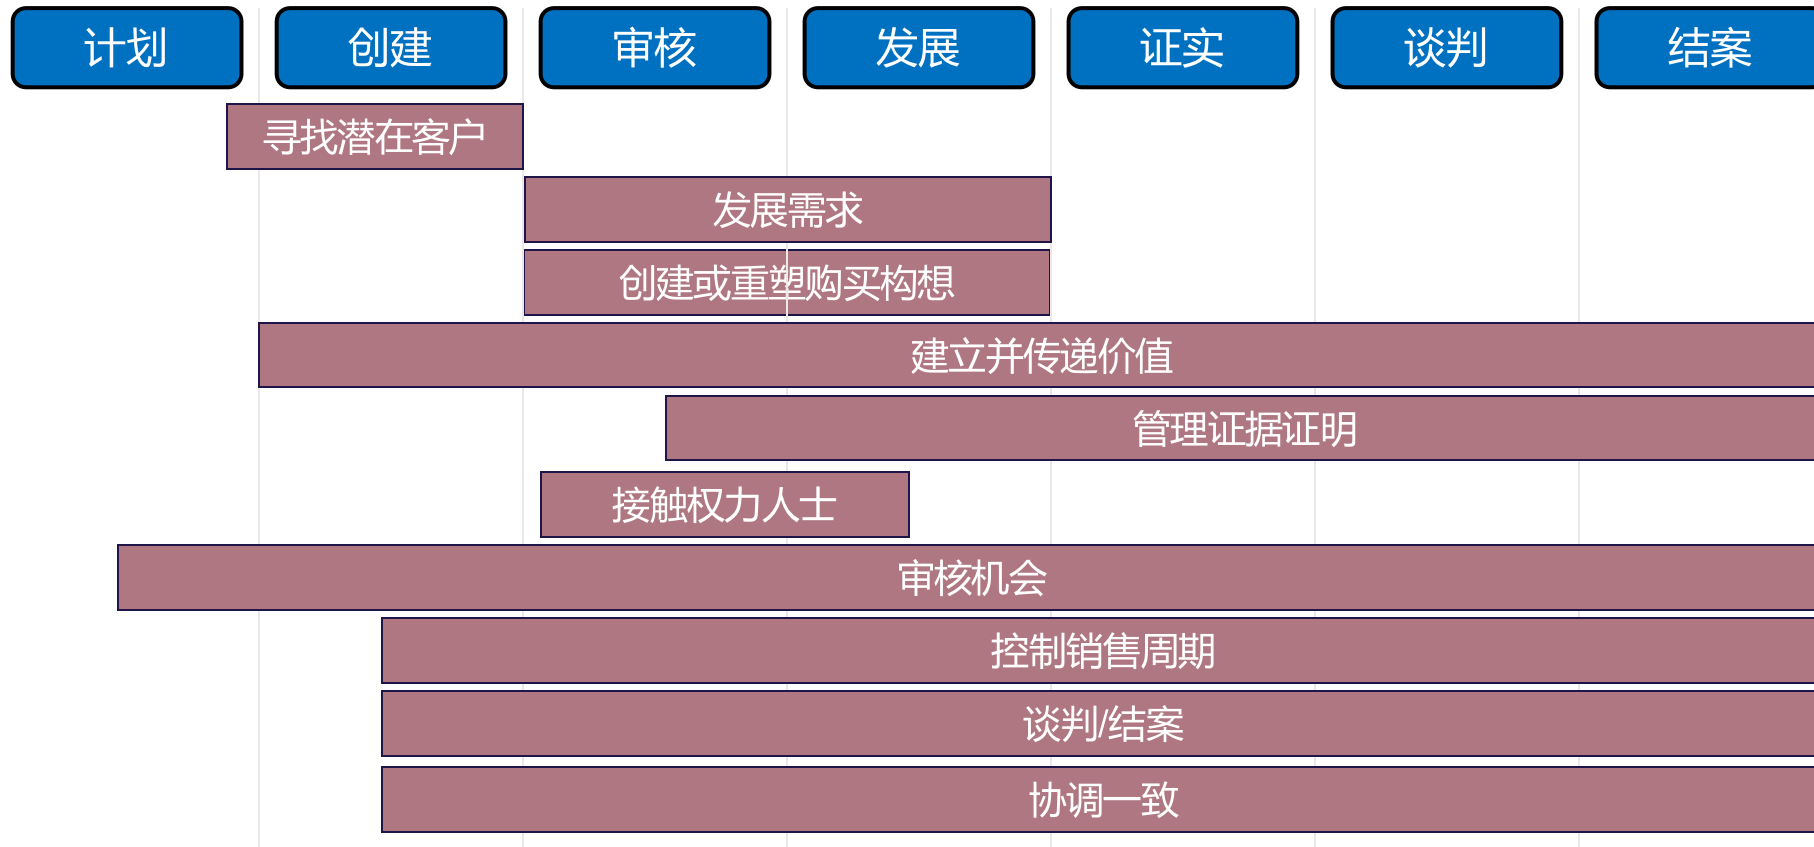 计划 创建 审核 发展 证实 谈判 结案
寻找潜在客户
发展需求
创建或重塑购买构想
建立并传递价值
管理证据证明
接触权力人士
审核机会
控制销售周期
谈判/结案
协调一致